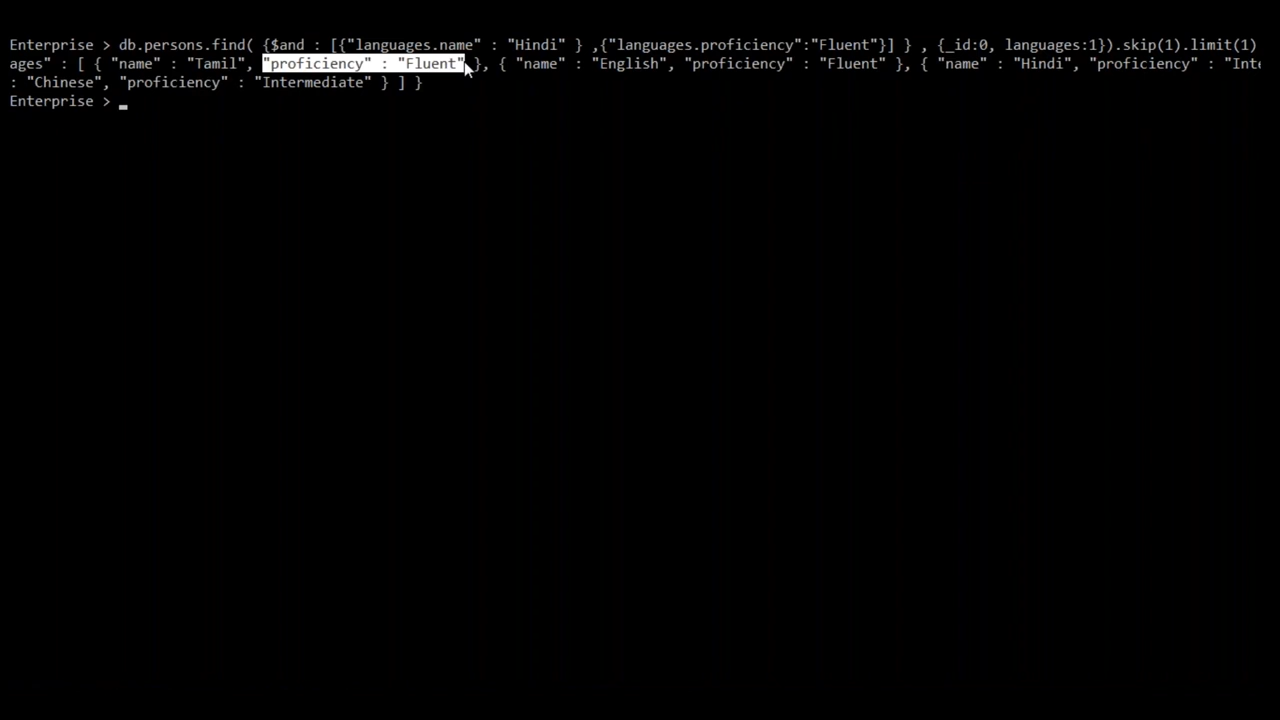 Enterprise > db.persons.find( {$and : [{"languages.name" : "Hindi" } ,{"languages.proficiency":"Fluent"}] } , {_id:0, languages:1}).skip(1).limit(1)
ages" : [ { "name" : "Tamil", "proficiency" : "Fluent" }, { "name" : "English", "proficiency" : "Fluent" }, { "name" : "Hindi", "proficiency" : "Inte
: "Chinese", "proficiency" : "Intermediate" } ] }
Enterprise > _